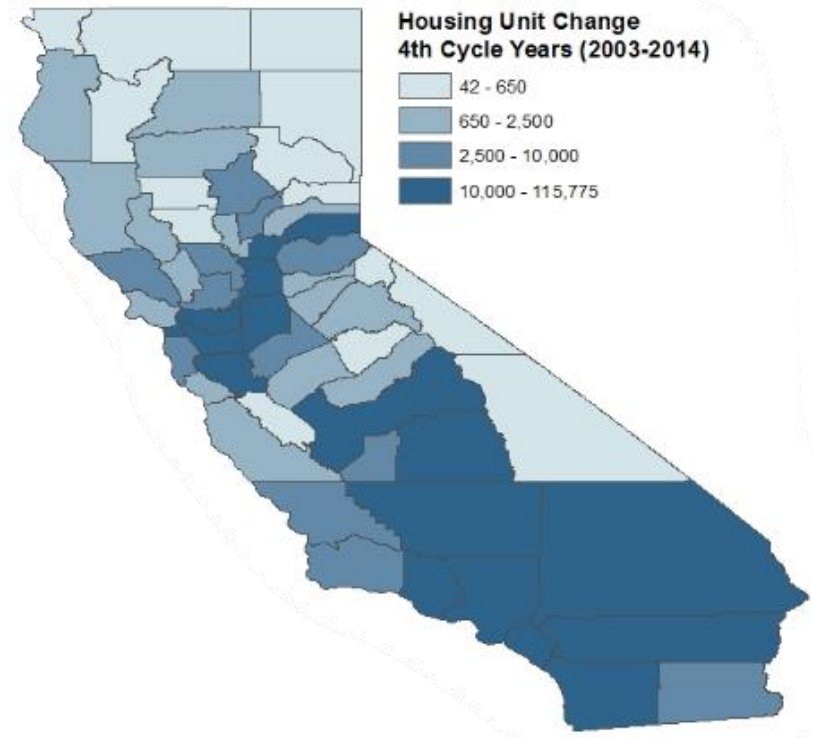 Housing Unit Change
4th Cycle Years (2003-2014)
42 - 650
650 - 2,500
2,500 - 10,000
10,000 - 115,775